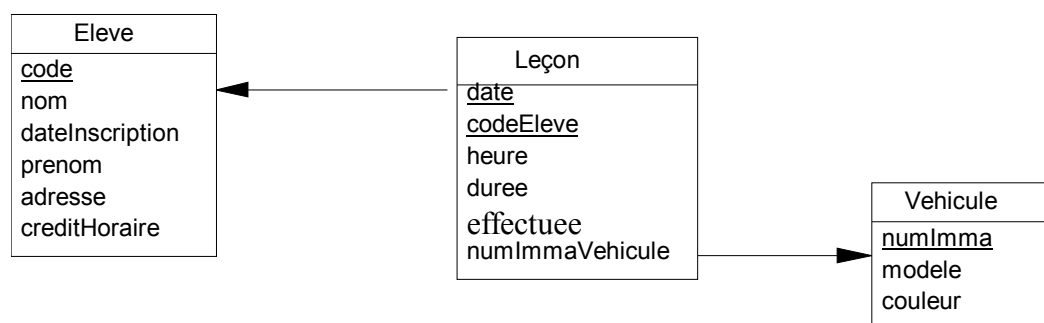 Eleve
code
nom
dateInscription
prenom
adresse
creditHoraire
Leçon
date
codeEleve
heure
duree
effectuee
numImmaVehicule
Vehicule
numImma
modele
couleur